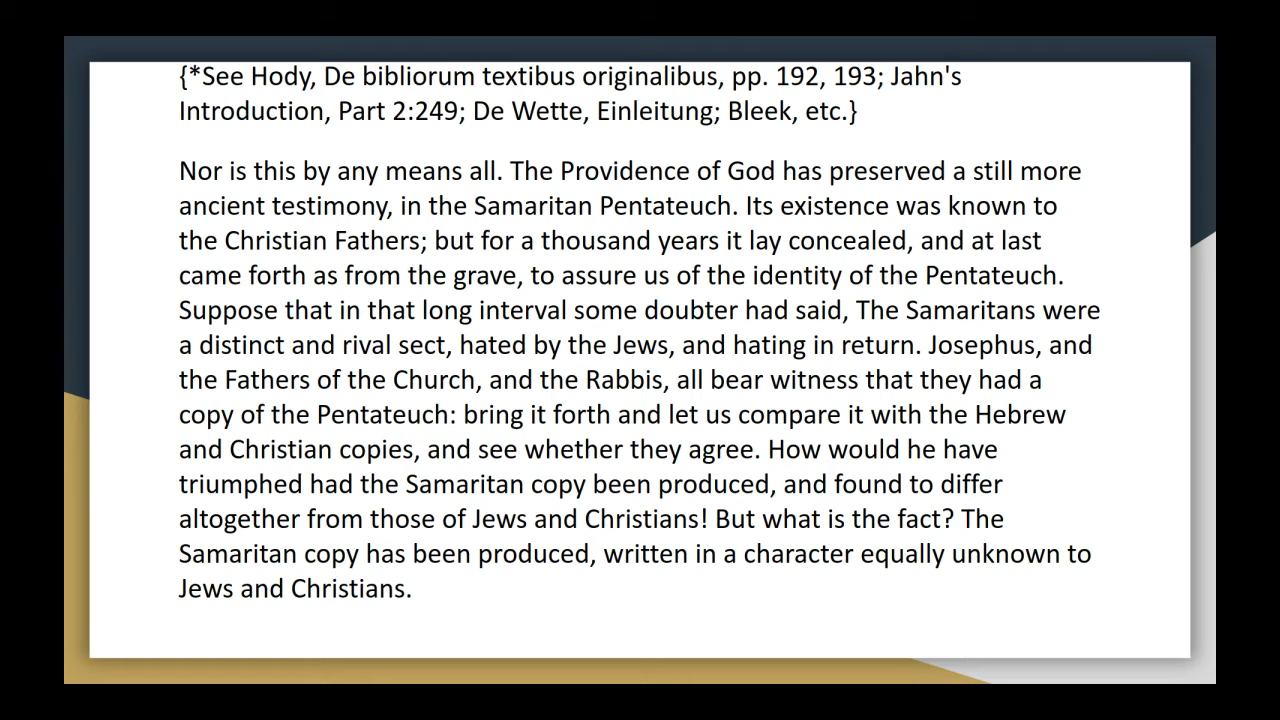 {*See Hody, De bibliorum textibus originalibus, pp. 192, 193; Jahn's
Introduction, Part 2:249; De Wette, Einleitung; Bleek, etc.}
Nor is this by any means all. The Providence of God has preserved a still more
ancient testimony, in the Samaritan Pentateuch. Its existence was known to
the Christian Fathers; but for a thousand years it lay concealed, and at last
came forth as from the grave, to assure us of the identity of the Pentateuch.
Suppose that in that long interval some doubter had said, The Samaritans were
a distinct and rival sect, hated by the Jews, and hating in return. Josephus, and
the Fathers of the Church, and the Rabbis, all bear witness that they had a
copy of the Pentateuch: bring it forth and let us compare it with the Hebrew
and Christian copies, and see whether they agree. How would he have
triumphed had the Samaritan copy been produced, and found to differ
altogether from those of Jews and Christians! But what is the fact? The
Samaritan copy has been produced, written in a character equally unknown to
Jews and Christians.